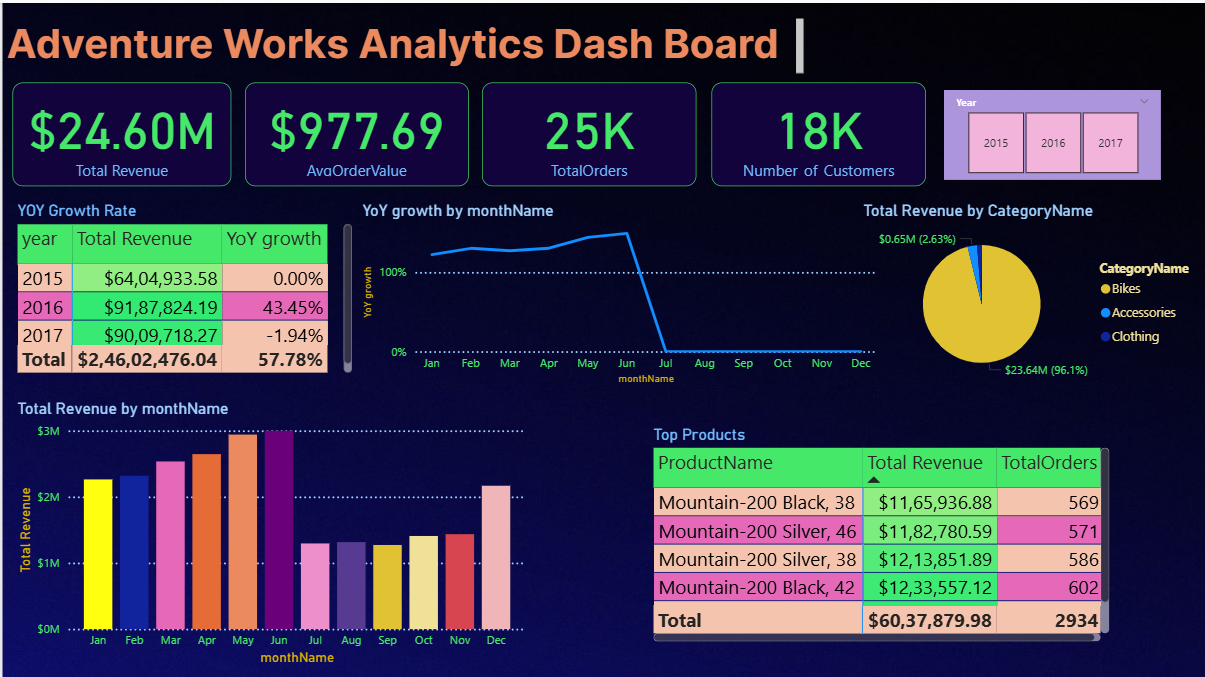 Adventure Works Analytics Dash Board
$24.60M
Total Revenue
$977.69
AvgOrderValue
25K
TotalOrders
18K
Number of Customers
Year
2015 2016 2017
YOY Growth Rate
year Total Revenue YoY growth
2015 $64,04,933.58 0.00%
2016 $91,87,824.19 43.45%
2017 $90,09,718.27 -1.94%
Total $2,46,02,476.04 57.78%
YoY growth by monthName
YoY growth
100%
0%
Jan Feb Mar Apr May Jun Jul Aug Sep Oct Nov Dec
monthName
Total Revenue by CategoryName
$0.65M (2.63%)
$23.64M (96.1%)
CategoryName
Bikes
Accessories
Clothing
Total Revenue by monthName
Total Revenue
$3M
$2M
$1M
$0M
Jan Feb Mar Apr May Jun Jul Aug Sep Oct Nov Dec
monthName
Top Products
ProductName Total Revenue TotalOrders
Mountain-200 Black, 38 $11,65,936.88 569
Mountain-200 Silver, 46 $11,82,780.59 571
Mountain-200 Silver, 38 $12,13,851.89 586
Mountain-200 Black, 42 $12,33,557.12 602
Total $60,37,879.98 2934